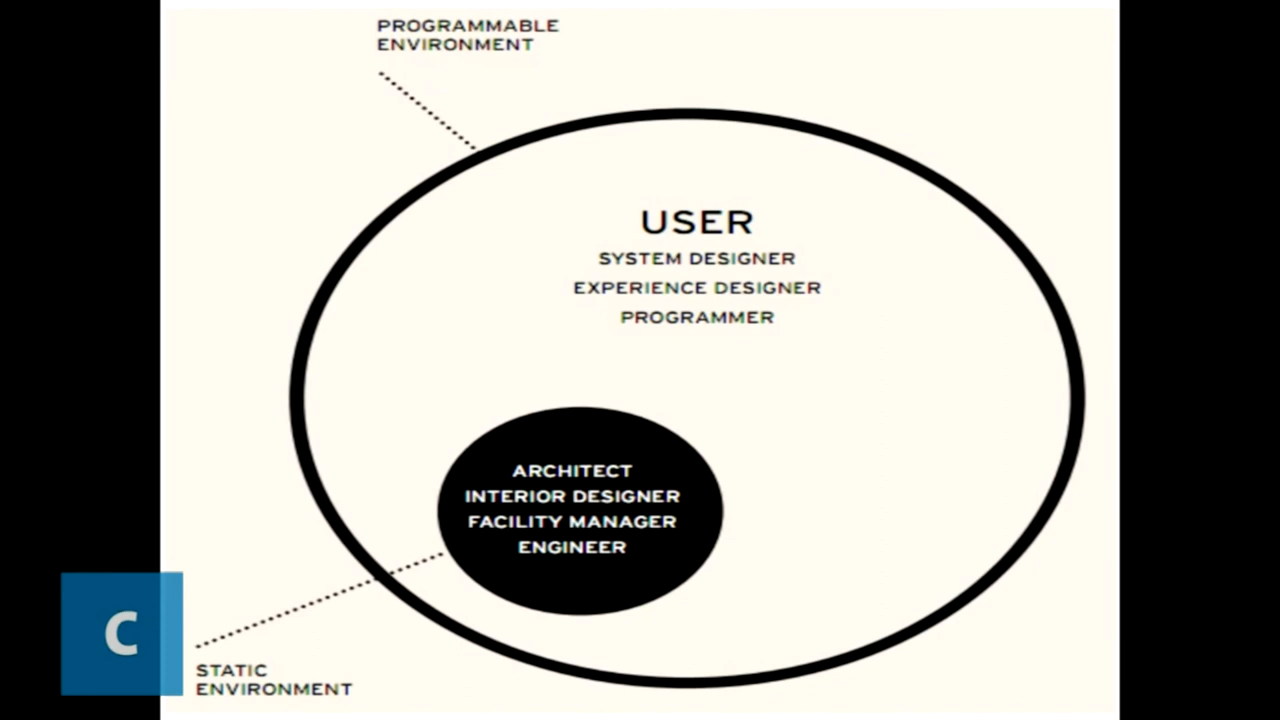 PROGRAMMABLE
ENVIRONMENT
USER
SYSTEM DESIGNER
EXPERIENCE DESIGNER
PROGRAMMER
ARCHITECT
INTERIOR DESIGNER
FACILITY MANAGER
ENGINEER
C
STATIC
ENVIRONMENT